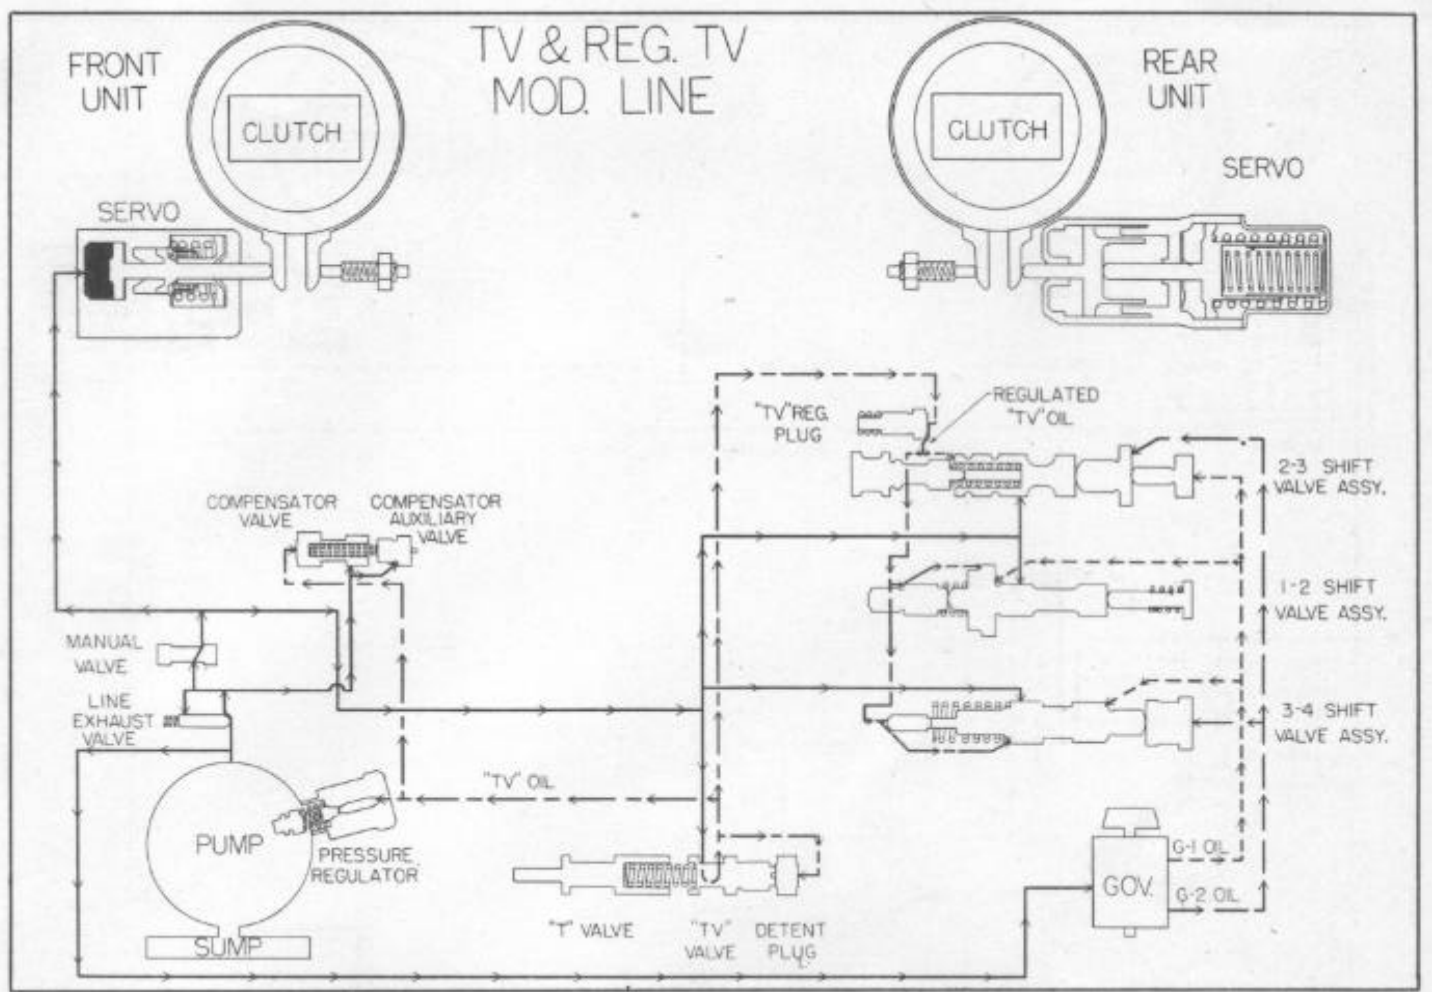 TV & REG. TV
MOD. LINE
FRONT
UNIT
CLUTCH
SERVO
REAR
UNIT
CLUTCH
SERVO
"TV" REG.
PLUG
REGULATED
"TV" OIL
2-3 SHIFT
VALVE ASSY.
COMPENSATOR
VALVE
COMPENSATOR
AUXILIARY
VALVE
1-2 SHIFT
VALVE ASSY.
MANUAL
VALVE
LINE
EXHAUST
VALVE
3-4 SHIFT
VALVE ASSY.
"TV" OIL
PUMP
PRESSURE
REGULATOR
SUMP
"T" VALVE
"TV"
VALVE
DETENT
PLUG
GOV.
G-1 OIL
G-2 OIL